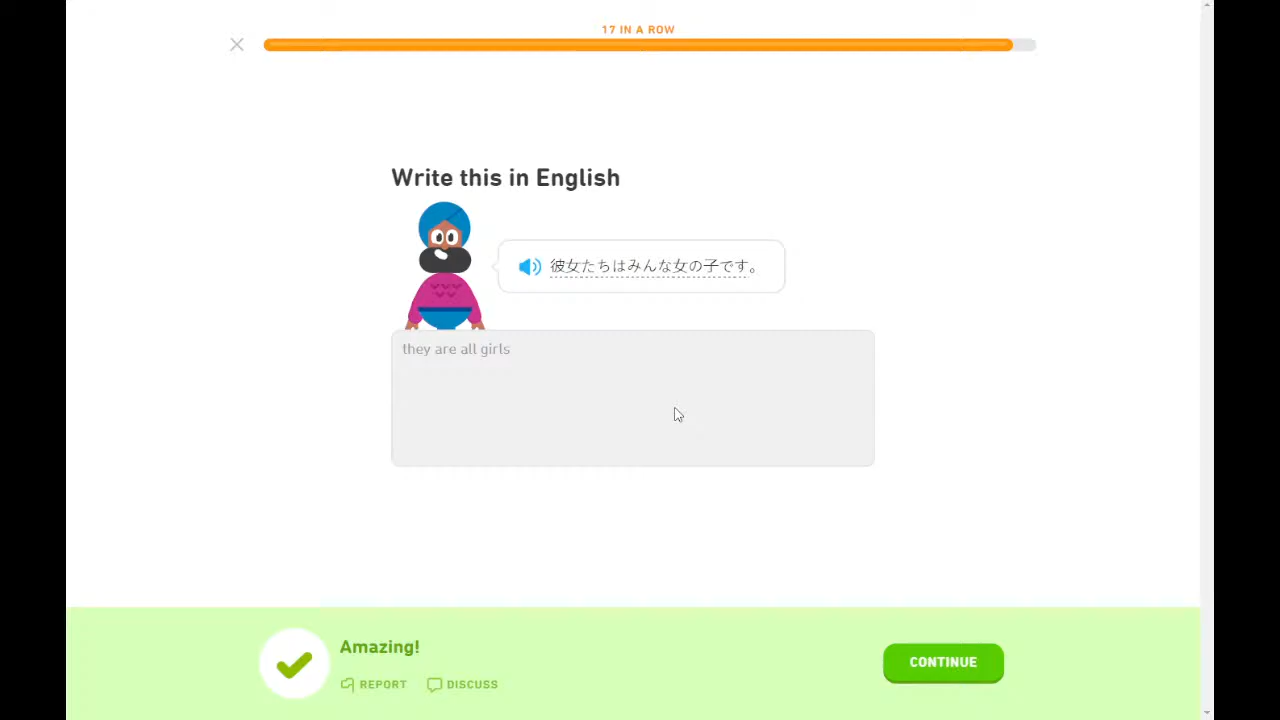 17 IN A ROW
Write this in English
彼女たちはみんな女の子です。
they are all girls
Amazing!
REPORT
DISCUSS
CONTINUE